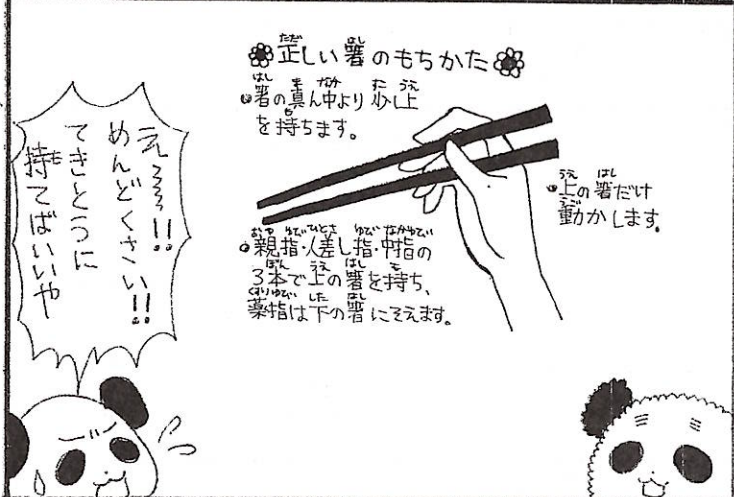 正しい箸のもちかた
箸の真ん中より少し上
を持ちます。
上の箸だけ
動かします。
親指・人差し指・中指の
3本で上の箸を持ち、
薬指は下の箸にそえます。
え〜〜〜!!
めんどくさい!!
てきとうに
持てばいいや